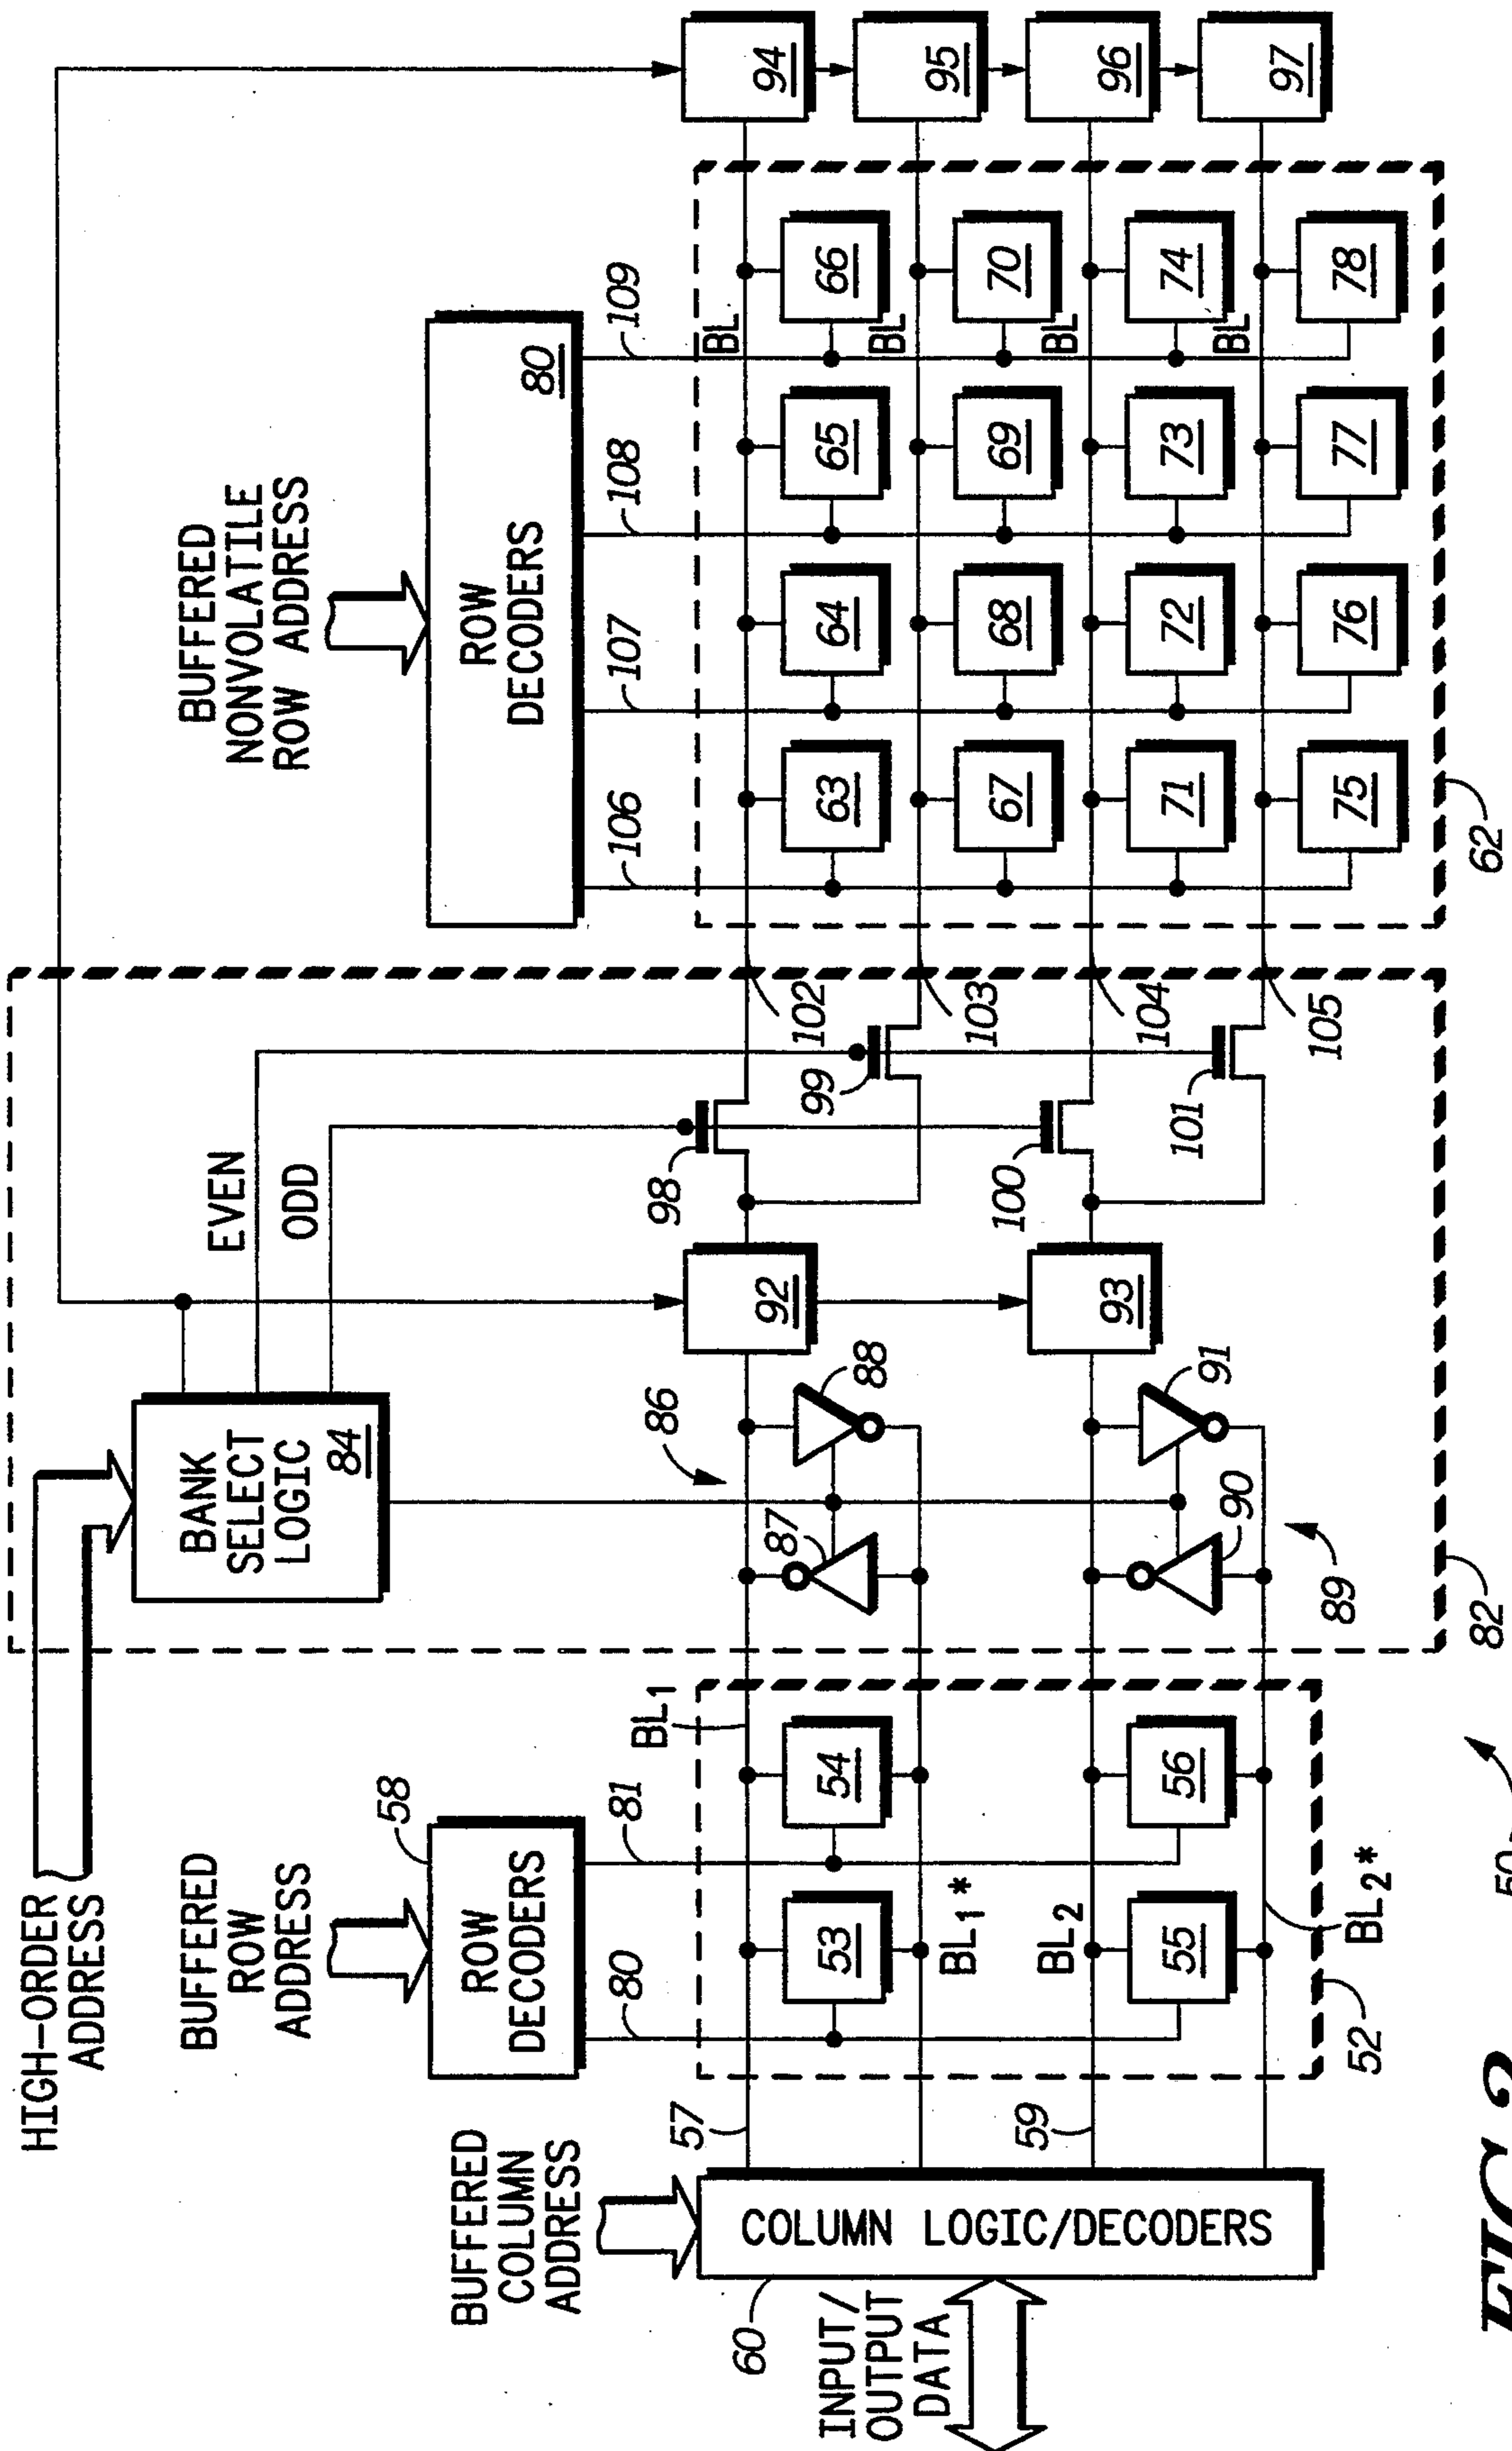 HIGH-ORDER
ADDRESS
BUFFERED
ROW
ADDRESS
58
ROW
DECODERS
80
81
BUFFERED
COLUMN
ADDRESS
60
COLUMN LOGIC/DECODERS
INPUT/
OUTPUT
DATA
57
59
BL1
BL1*
BL2
BL2*
53
54
55
56
52
BANK
SELECT
LOGIC
84
EVEN
ODD
86
87
88
89
90
91
92
93
98
99
100
101
102
103
104
105
82
BUFFERED
NONVOLATILE
ROW ADDRESS
ROW
DECODERS
80
106
107
108
109
BL
BL
BL
BL
63
64
65
66
67
68
69
70
71
72
73
74
75
76
77
78
62
94
95
96
97